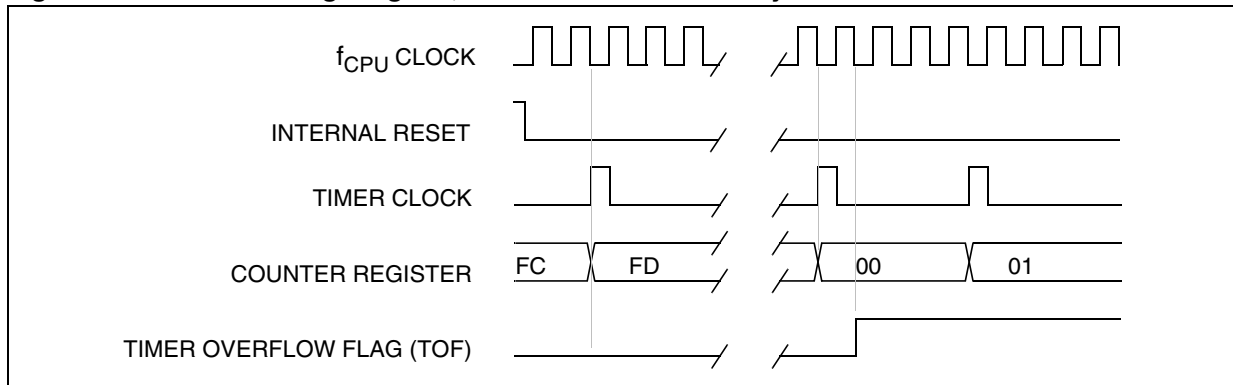 fCPU CLOCK
INTERNAL RESET
TIMER CLOCK
COUNTER REGISTER FC FD 00 01
TIMER OVERFLOW FLAG (TOF)